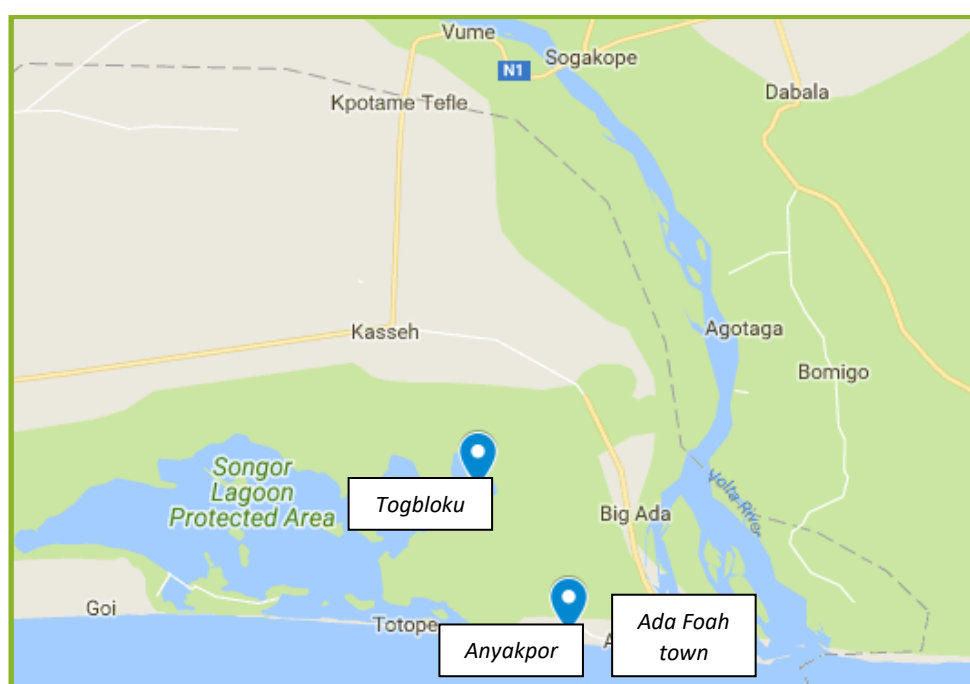 Vume
Sogakope
N1
Dabala
Kpotame Tefle
Agotaga
Kasseh
Bomigo
Songor
Lagoon
Protected Area
Togbloku
Volta River
Big Ada
Goi
Totope
Anyakpor
A
Ada Foah
town